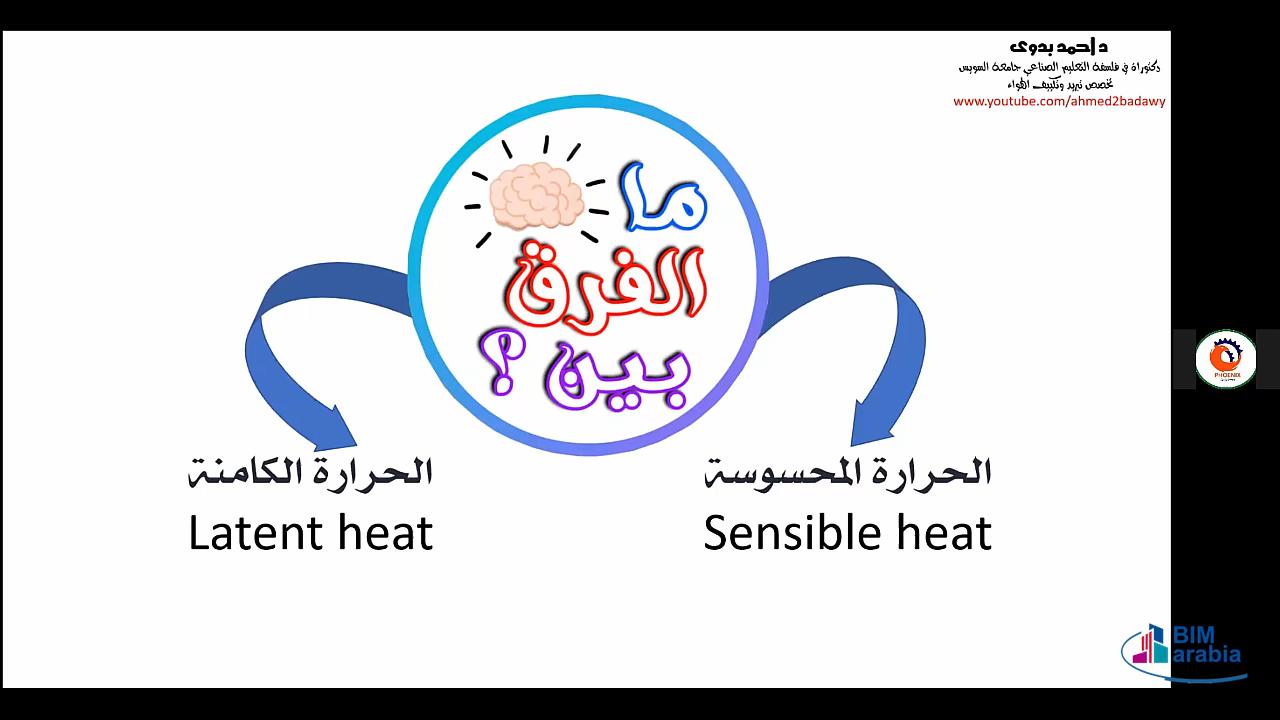 د/أحمد بدوى
دكتوراة في فلسفة التعليم الصناعي جامعة السويس
تخصص تبريد وتكييف الهواء
www.youtube.com/ahmed2badawy
ما
الفرق
بين ؟
الحرارة المحسوسة
Sensible heat
الحرارة الكامنة
Latent heat
PHOENIX
BIM
arabia